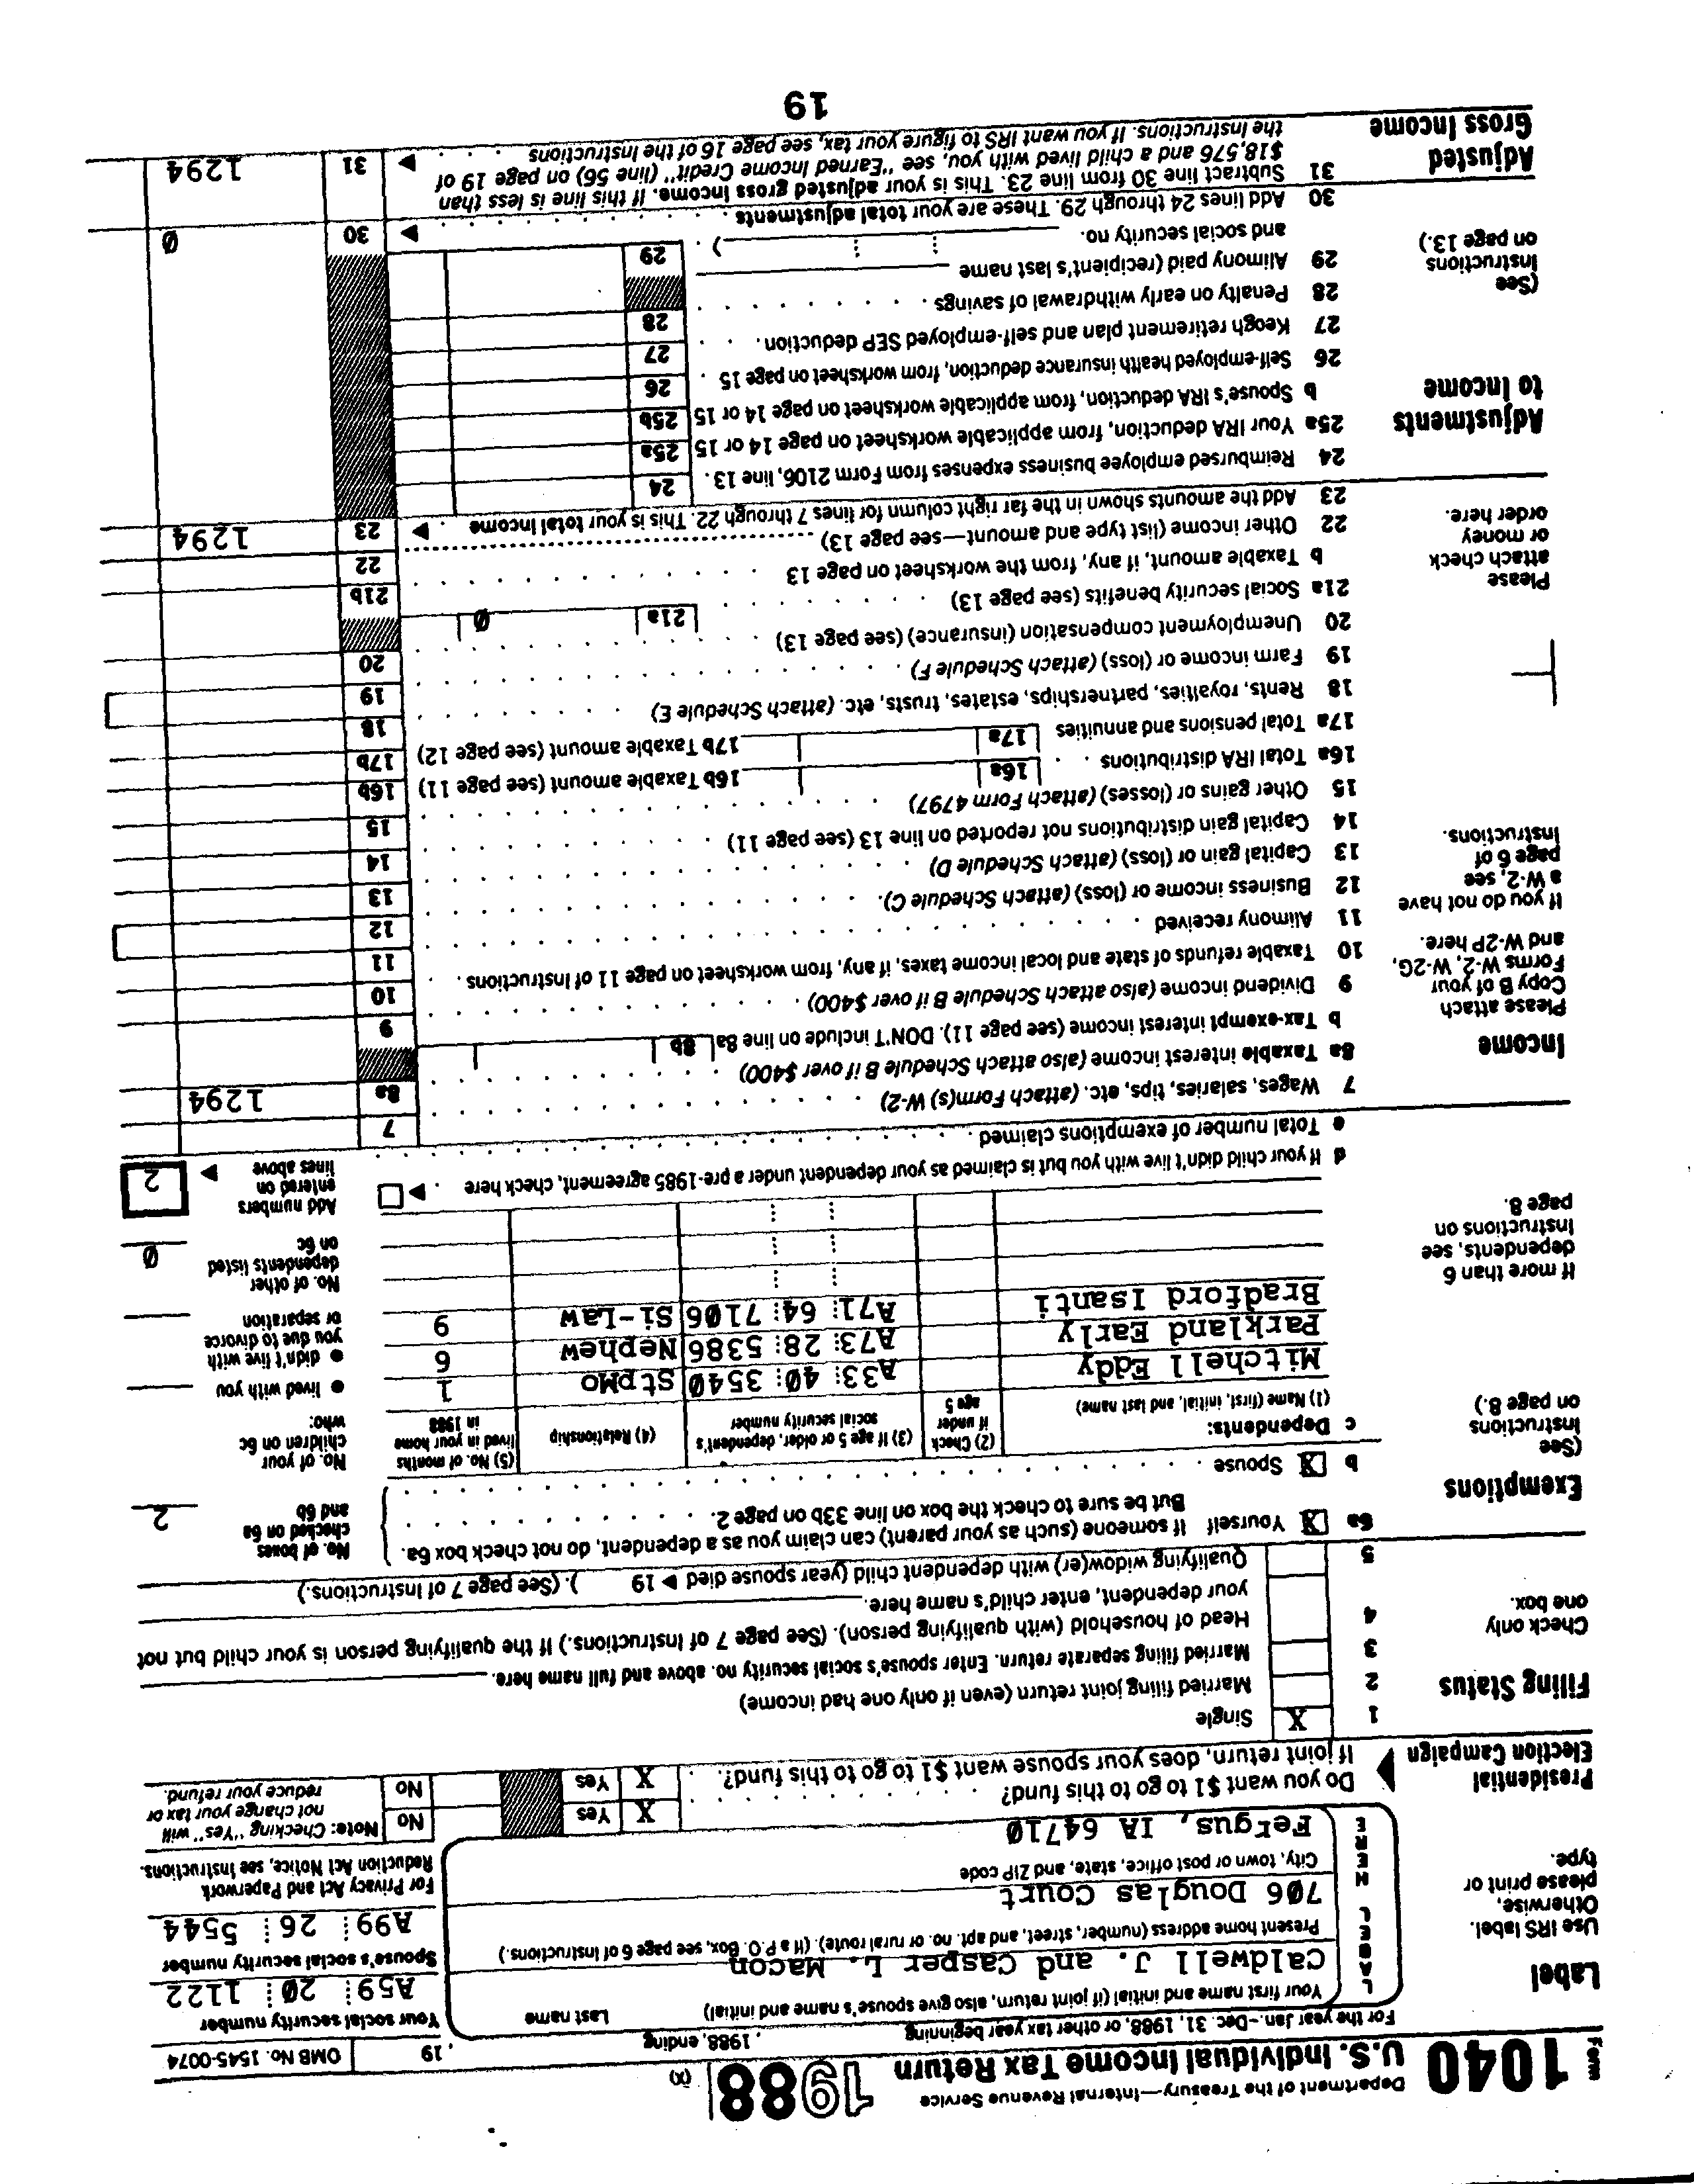 Form 1040 Department of the Treasury—Internal Revenue Service
U.S. Individual Income Tax Return 1988 (X)
For the year Jan.–Dec. 31, 1988, or other tax year beginning , 1988, ending , 19 OMB No. 1545-0074
Label
Use IRS label.
Otherwise,
please print or
type.
LABEL HERE
Your first name and initial (if joint return, also give spouse's name and initial) Last name
Caldwell J. and Casper L. Macon
Your social security number
A59 20 1122
Present home address (number, street, and apt. no. or rural route). (If a P.O. Box, see page 6 of Instructions.)
706 Douglas Court
Spouse's social security number
A99 26 5544
City, town or post office, state, and ZIP code
Fergus, IA 64710
For Privacy Act and Paperwork
Reduction Act Notice, see Instructions.
Presidential
Election Campaign
Do you want $1 to go to this fund? X Yes No
If joint return, does your spouse want $1 to go to this fund? X Yes No
Note: Checking "Yes" will
not change your tax or
reduce your refund.
Filing Status
Check only
one box.
1 X Single
2 Married filing joint return (even if only one had income)
3 Married filing separate return. Enter spouse's social security no. above and full name here.
4 Head of household (with qualifying person). (See page 7 of Instructions.) If the qualifying person is your child but not
your dependent, enter child's name here.
5 Qualifying widow(er) with dependent child (year spouse died ▶ 19 ). (See page 7 of Instructions.)
Exemptions
(See
Instructions
on page 8.)
6a X Yourself If someone (such as your parent) can claim you as a dependent, do not check box 6a.
But be sure to check the box on line 33b on page 2.
b X Spouse
No. of boxes
checked on 6a
and 6b 2
c Dependents:
(1) Name (first, initial, and last name)
(2) Check
if under
age 5
(3) If age 5 or older, dependent's
social security number
(4) Relationship
(5) No. of months
lived in your home
in 1988
Mitchell Eddy A33 40 3540 StpMo 1
Parkland Early A73 28 5386 Nephew 6
Bradford Isanti A71 64 7106 Si-Law 9
No. of your
children on 6c
who:
● lived with you
● didn't live with
you due to divorce
or separation
No. of other
dependents listed
on 6c 0
If more than 6
dependents, see
Instructions on
page 8.
d If your child didn't live with you but is claimed as your dependent under a pre-1985 agreement, check here ▶
e Total number of exemptions claimed
Add numbers
entered on
lines above ▶ 2
Income
Please attach
Copy B of your
Forms W-2, W-2G,
and W-2P here.
If you do not have
a W-2, see
page 6 of
Instructions.
Please
attach check
or money
order here.
7 Wages, salaries, tips, etc. (attach Form(s) W-2) 7
8a Taxable interest income (also attach Schedule B if over $400) 8a 1294
b Tax-exempt interest income (see page 11). DON'T include on line 8a 8b
9 Dividend income (also attach Schedule B if over $400) 9
10 Taxable refunds of state and local income taxes, if any, from worksheet on page 11 of Instructions 10
11 Alimony received 11
12 Business income or (loss) (attach Schedule C) 12
13 Capital gain or (loss) (attach Schedule D) 13
14 Capital gain distributions not reported on line 13 (see page 11) 14
15 Other gains or (losses) (attach Form 4797) 15
16a Total IRA distributions 16a 16b Taxable amount (see page 11) 16b
17a Total pensions and annuities 17a 17b Taxable amount (see page 12) 17b
18 Rents, royalties, partnerships, estates, trusts, etc. (attach Schedule E) 18
19 Farm income or (loss) (attach Schedule F) 19
20 Unemployment compensation (insurance) (see page 13) 20
21a Social security benefits (see page 13) 21a 0
b Taxable amount, if any, from the worksheet on page 13 21b
22 Other income (list type and amount—see page 13) 22
23 Add the amounts shown in the far right column for lines 7 through 22. This is your total income ▶ 23 1294
Adjustments
to Income
(See
Instructions
on page 13.)
24 Reimbursed employee business expenses from Form 2106, line 13 24
25a Your IRA deduction, from applicable worksheet on page 14 or 15 25a
b Spouse's IRA deduction, from applicable worksheet on page 14 or 15 25b
26 Self-employed health insurance deduction, from worksheet on page 15 26
27 Keogh retirement plan and self-employed SEP deduction 27
28 Penalty on early withdrawal of savings 28
29 Alimony paid (recipient's last name
and social security no. ) 29
30 Add lines 24 through 29. These are your total adjustments ▶ 30 0
Adjusted
Gross Income
31 Subtract line 30 from line 23. This is your adjusted gross income. If this line is less than
$18,576 and a child lived with you, see "Earned Income Credit" (line 56) on page 19 of
the Instructions. If you want IRS to figure your tax, see page 16 of the Instructions ▶ 31 1294
19